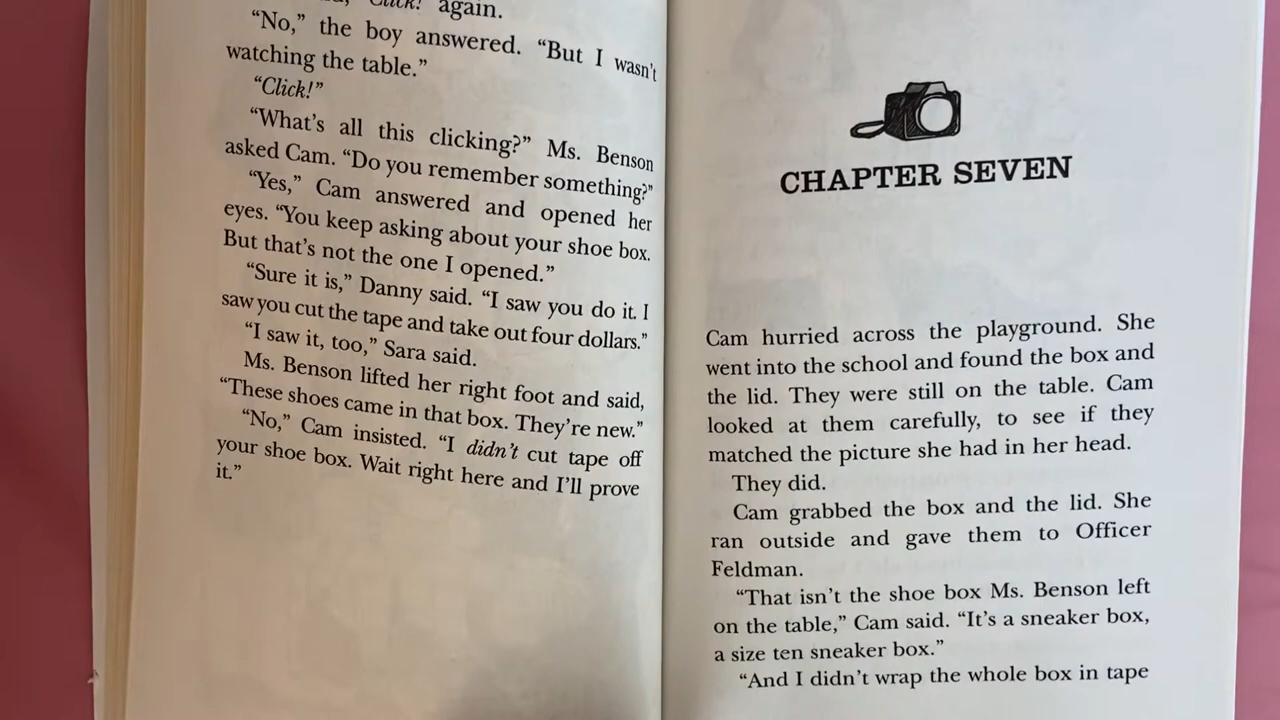 Click!” again.
“No,” the boy answered. “But I wasn’t
watching the table.”
“Click!”
“What’s all this clicking?” Ms. Benson
asked Cam. “Do you remember something?”
“Yes,” Cam answered and opened her
eyes. “You keep asking about your shoe box.
But that’s not the one I opened.”
“Sure it is,” Danny said. “I saw you do it. I
saw you cut the tape and take out four dollars.”
“I saw it, too,” Sara said.
Ms. Benson lifted her right foot and said,
“These shoes came in that box. They’re new.”
“No,” Cam insisted. “I didn’t cut tape off
your shoe box. Wait right here and I’ll prove
it.”
CHAPTER SEVEN
Cam hurried across the playground. She
went into the school and found the box and
the lid. They were still on the table. Cam
looked at them carefully, to see if they
matched the picture she had in her head.
They did.
Cam grabbed the box and the lid. She
ran outside and gave them to Officer
Feldman.
“That isn’t the shoe box Ms. Benson left
on the table,” Cam said. “It’s a sneaker box,
a size ten sneaker box.”
“And I didn’t wrap the whole box in tape